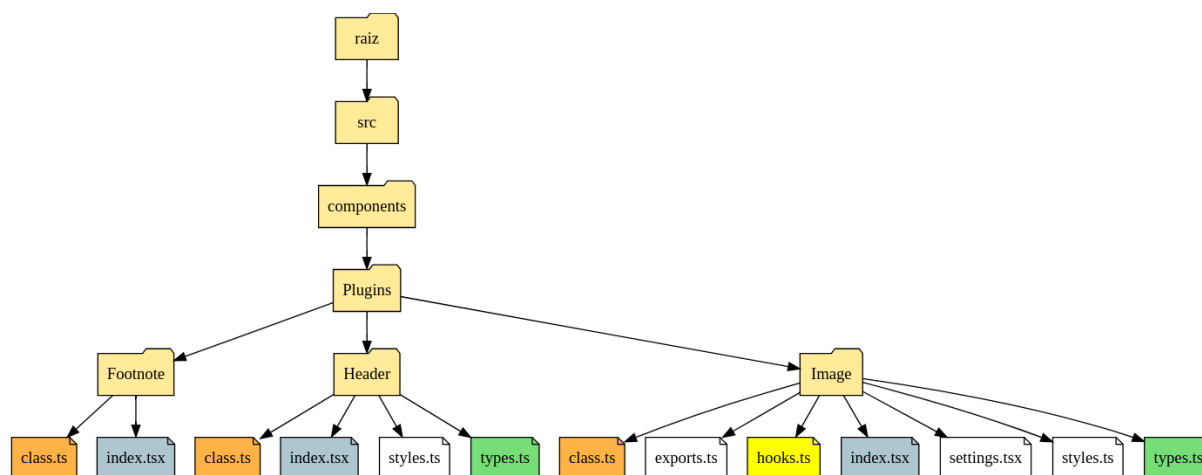 raiz
src
components
Plugins
Footnote
Header
Image
class.ts
index.tsx
class.ts
index.tsx
styles.ts
types.ts
class.ts
exports.ts
hooks.ts
index.tsx
settings.tsx
styles.ts
types.ts